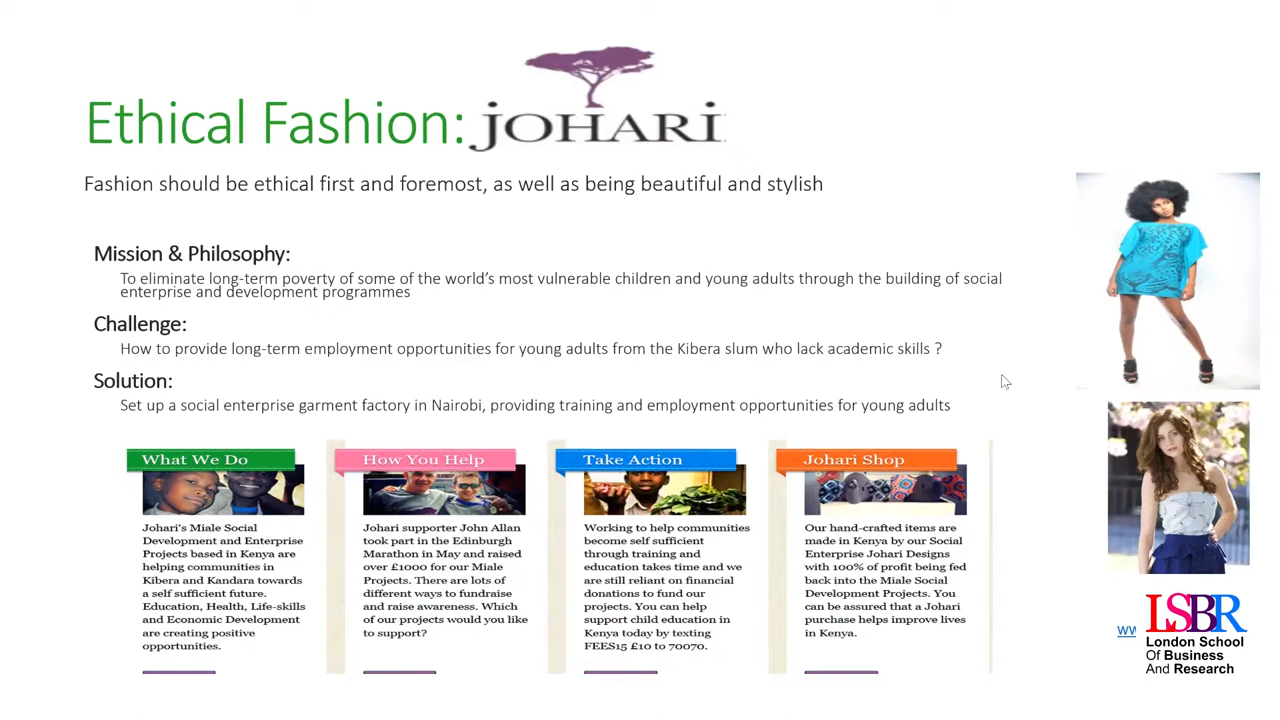 Ethical Fashion: JOHARi
Fashion should be ethical first and foremost, as well as being beautiful and stylish
Mission & Philosophy:
To eliminate long-term poverty of some of the world's most vulnerable children and young adults through the building of social
enterprise and development programmes
Challenge:
How to provide long-term employment opportunities for young adults from the Kibera slum who lack academic skills ?
Solution:
Set up a social enterprise garment factory in Nairobi, providing training and employment opportunities for young adults
What We Do
Johari's Miale Social
Development and Enterprise
Projects based in Kenya are
helping communities in
Kibera and Kandara towards
a self sufficient future.
Education, Health, Life-skills
and Economic Development
are creating positive
opportunities.
How You Help
Johari supporter John Allan
took part in the Edinburgh
Marathon in May and raised
over £1000 for our Miale
Projects. There are lots of
different ways to fundraise
and raise awareness. Which
of our projects would you like
to support?
Take Action
Working to help communities
become self sufficient
through training and
education takes time and we
are still reliant on financial
donations to fund our
projects. You can help
support child education in
Kenya today by texting
FEES15 £10 to 70070.
Johari Shop
Our hand-crafted items are
made in Kenya by our Social
Enterprise Johari Designs
with 100% of profit being fed
back into the Miale Social
Development Projects. You
can be assured that a Johari
purchase helps improve lives
in Kenya.
LSBR
London School
Of Business
And Research